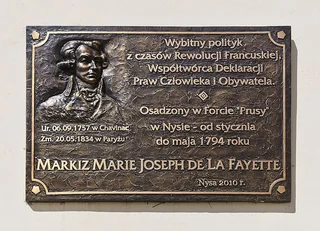 Wybitny polityk
z czasów Rewolucji Francuskiej,
Współtwórca Deklaracji
Praw Człowieka i Obywatela.
Osadzony w Forcie "Prusy"
w Nysie - od stycznia
do maja 1794 roku
Ur. 06.09.1757 w Chavinac
Zm. 20.05.1834 w Paryżu
MARKIZ MARIE JOSEPH DE LA FAYETTE
Nysa 2010 r.